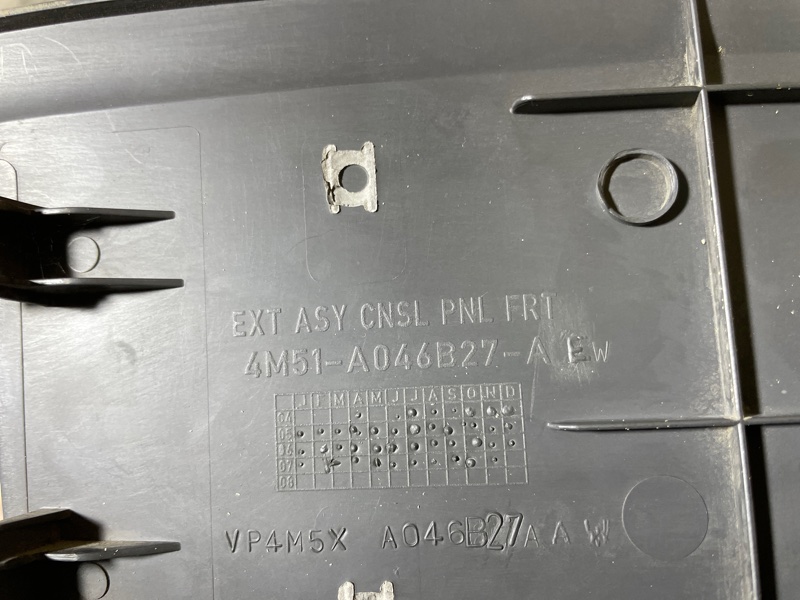 EXT ASY CNSL PNL FRT
4M51-A046B27-A EW
J F M A M J J A S O N D
04
05
06
07
08
VP4M5X A046B27AA W